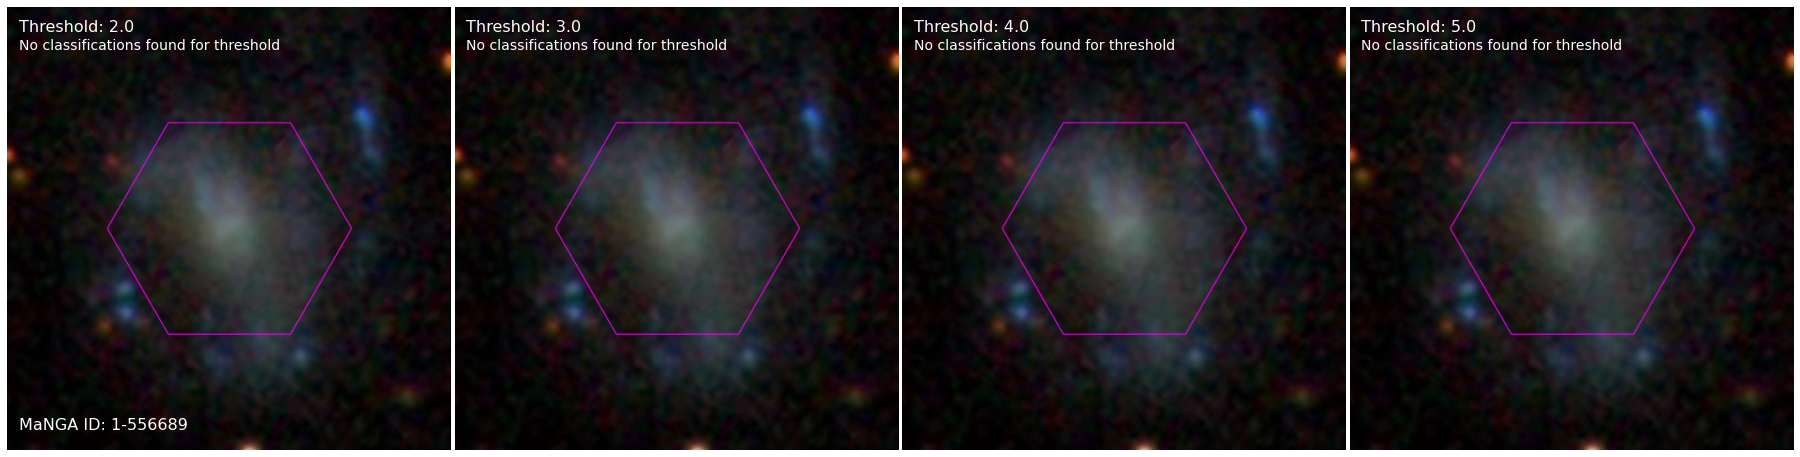 Threshold: 2.0
No classifications found for threshold
MaNGA ID: 1-556689
Threshold: 3.0
No classifications found for threshold
Threshold: 4.0
No classifications found for threshold
Threshold: 5.0
No classifications found for threshold